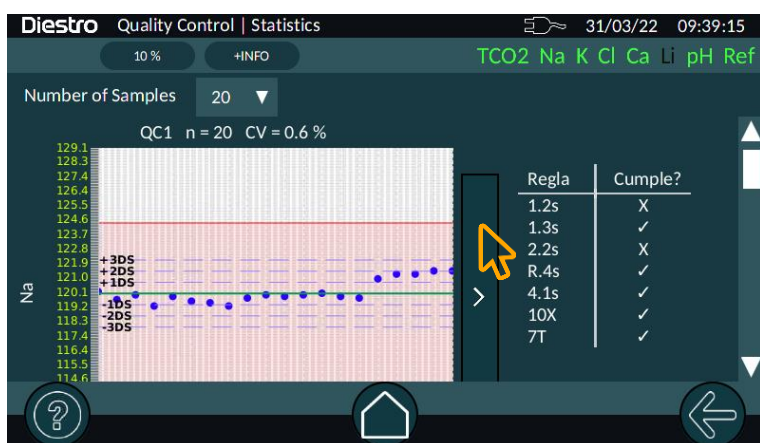 Diestro Quality Control | Statistics 31/03/22 09:39:15
10 % +INFO TCO2 Na K Cl Ca Li pH Ref
Number of Samples 20 ▼
QC1 n = 20 CV = 0.6 %
129.1
128.3
127.4
126.4
125.5
124.6
123.7
122.8
121.9
121.0
120.1
119.2
118.3
117.4
116.4
115.5
114.6
Na
+3DS
+2DS
+1DS
-1DS
-2DS
-3DS
Regla Cumple?
1.2s X
1.3s ✓
2.2s X
R.4s ✓
4.1s ✓
10X ✓
7T ✓
?